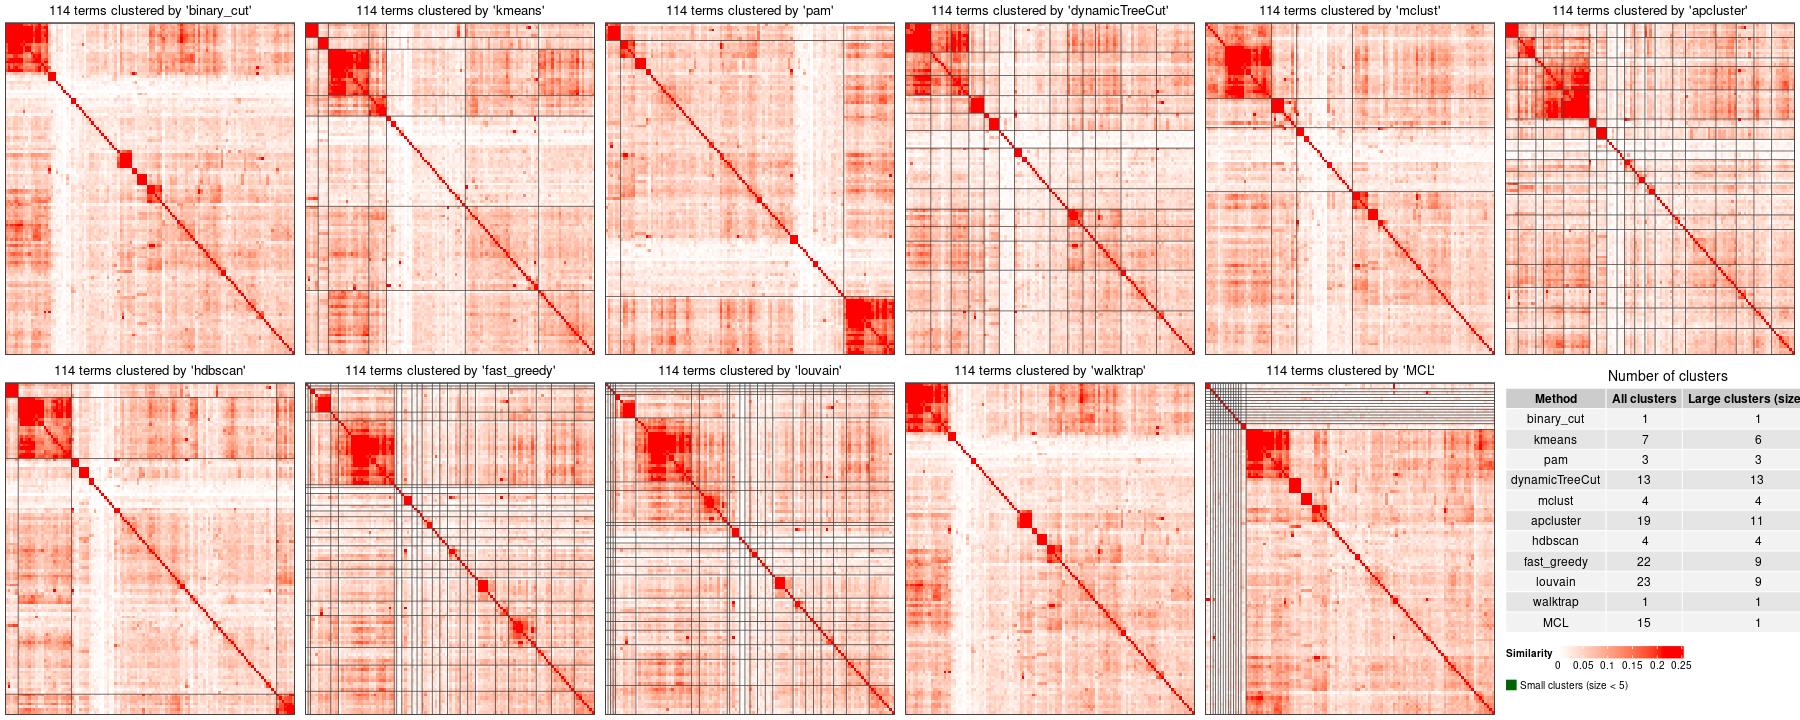 114 terms clustered by 'binary_cut'
114 terms clustered by 'kmeans'
114 terms clustered by 'pam'
114 terms clustered by 'dynamicTreeCut'
114 terms clustered by 'mclust'
114 terms clustered by 'apcluster'
114 terms clustered by 'hdbscan'
114 terms clustered by 'fast_greedy'
114 terms clustered by 'louvain'
114 terms clustered by 'walktrap'
114 terms clustered by 'MCL'
Number of clusters
Method All clusters Large clusters (size
binary_cut 1 1
kmeans 7 6
pam 3 3
dynamicTreeCut 13 13
mclust 4 4
apcluster 19 11
hdbscan 4 4
fast_greedy 22 9
louvain 23 9
walktrap 1 1
MCL 15 1
Similarity
0 0.05 0.1 0.15 0.2 0.25
Small clusters (size < 5)